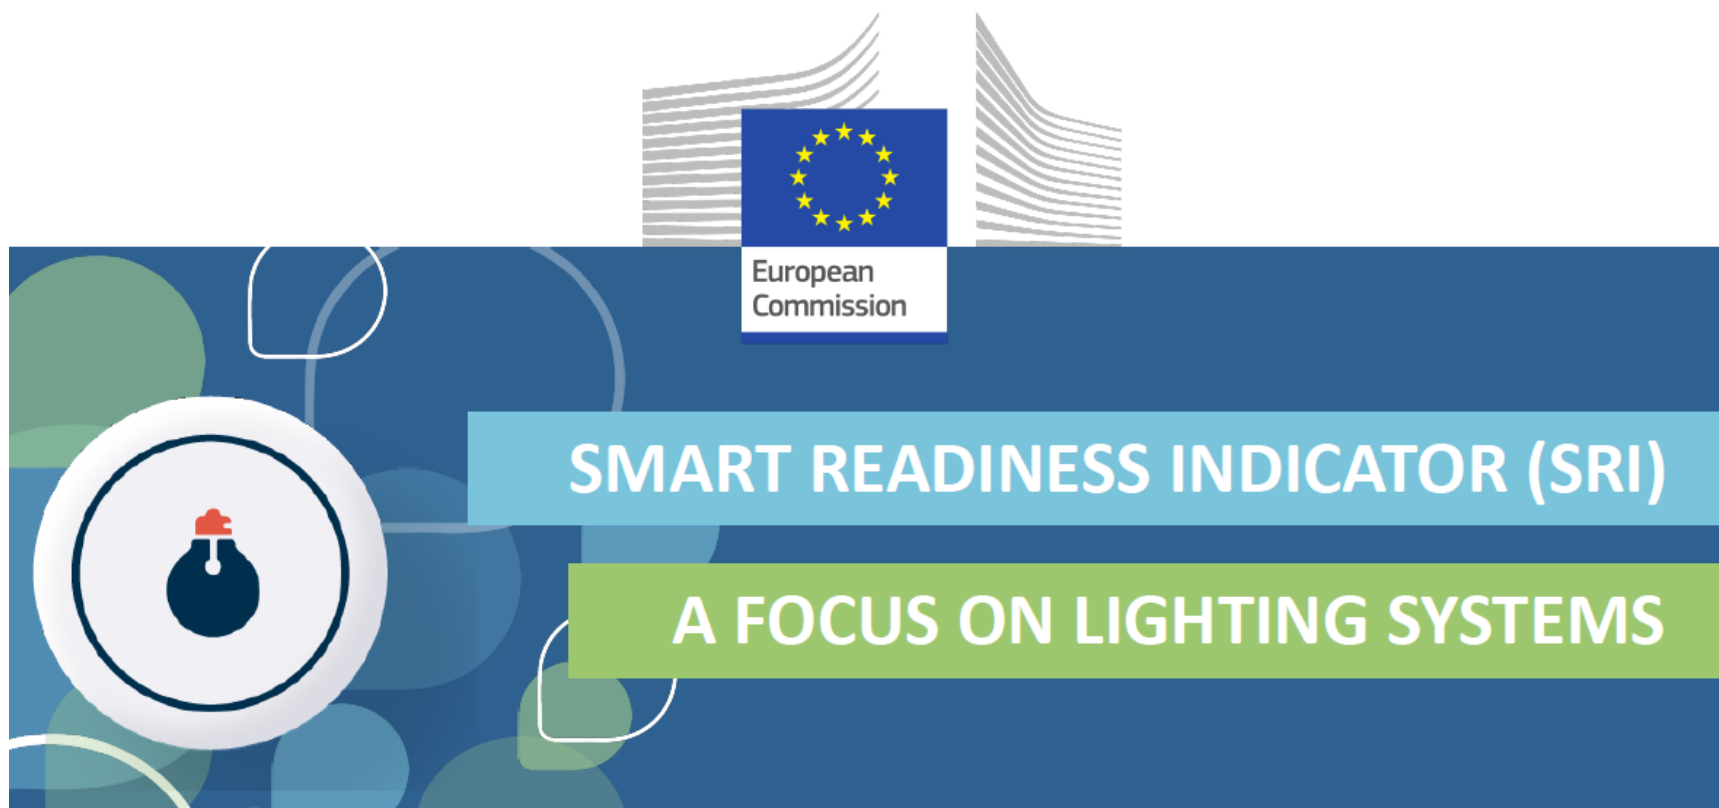 European
Commission
SMART READINESS INDICATOR (SRI)
A FOCUS ON LIGHTING SYSTEMS